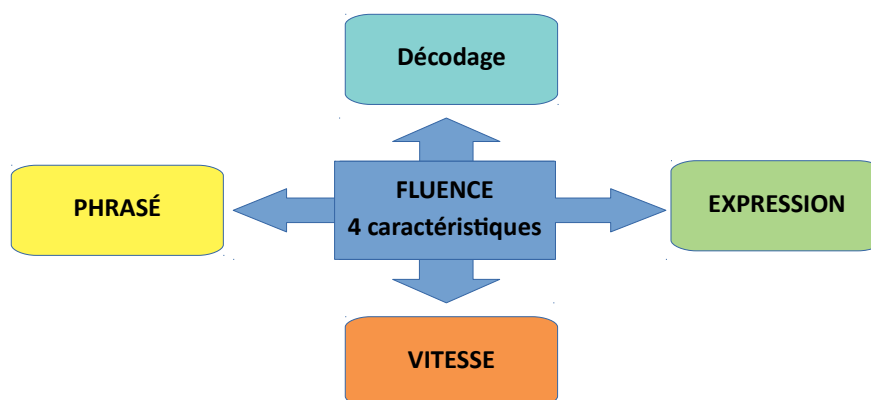 Décodage
PHRASÉ
FLUENCE
4 caractéristiques
EXPRESSION
VITESSE